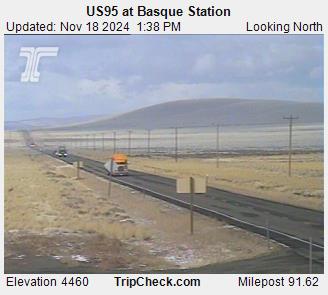 US95 at Basque Station
Updated: Nov 18 2024 1:38 PM Looking North
Elevation 4460 TripCheck.com Milepost 91.62